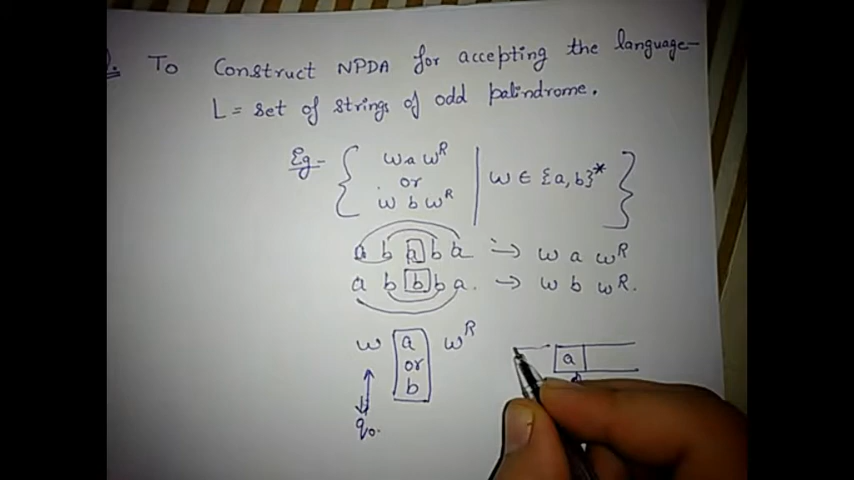 Q. To Construct NPDA for accepting the language-
L = set of strings of odd palindrome.
Eg- { w a w^R
or
w b w^R | w ∈ {a,b}* }
a b a b a → w a w^R
a b b b a. → w b w^R.
w a w^R
or
b
a
q0.